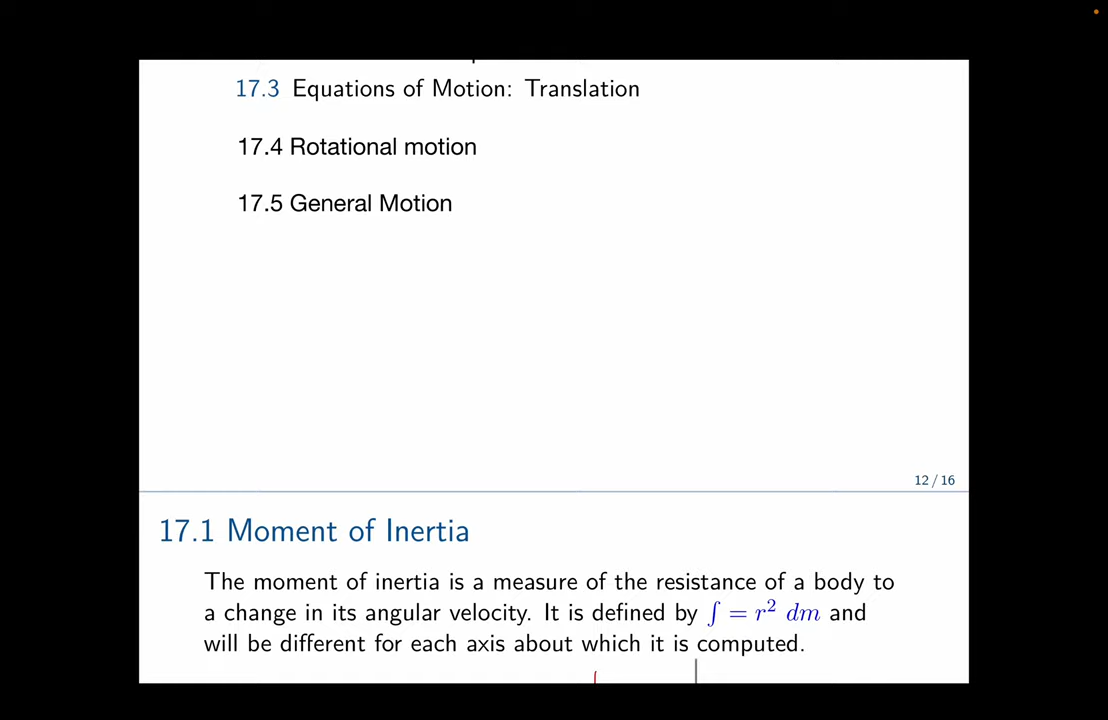 17.3 Equations of Motion: Translation
17.4 Rotational motion
17.5 General Motion
12 / 16
17.1 Moment of Inertia
The moment of inertia is a measure of the resistance of a body to
a change in its angular velocity. It is defined by ∫ = r² dm and
will be different for each axis about which it is computed.